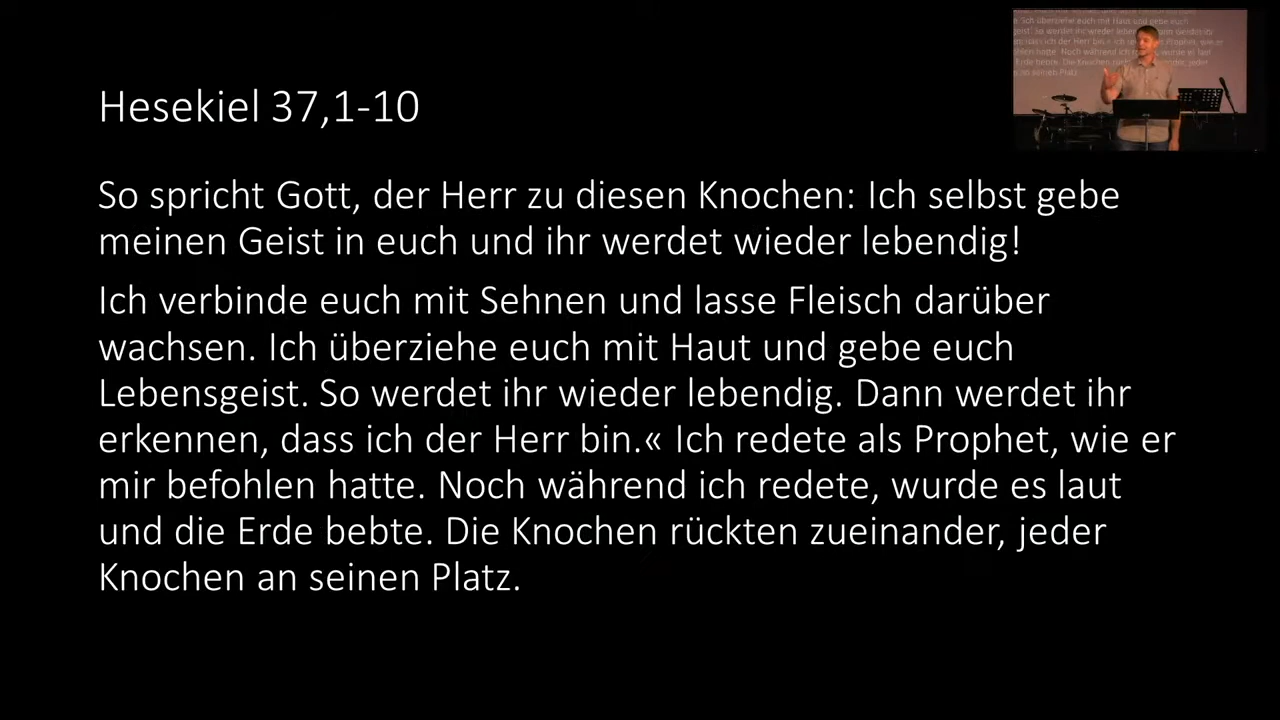 Hesekiel 37,1-10
So spricht Gott, der Herr zu diesen Knochen: Ich selbst gebe
meinen Geist in euch und ihr werdet wieder lebendig!
Ich verbinde euch mit Sehnen und lasse Fleisch darüber
wachsen. Ich überziehe euch mit Haut und gebe euch
Lebensgeist. So werdet ihr wieder lebendig. Dann werdet ihr
erkennen, dass ich der Herr bin.« Ich redete als Prophet, wie er
mir befohlen hatte. Noch während ich redete, wurde es laut
und die Erde bebte. Die Knochen rückten zueinander, jeder
Knochen an seinen Platz.